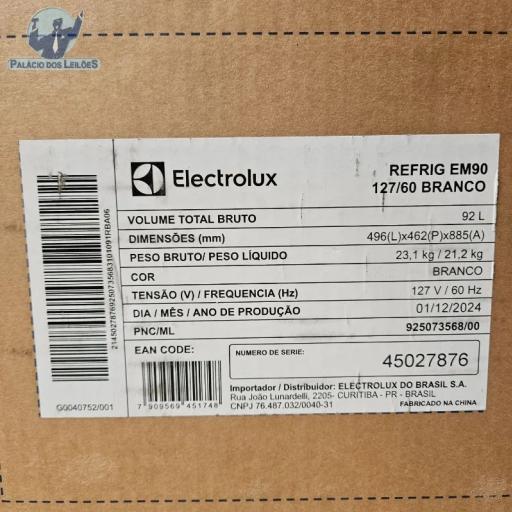 PALÁCIO DOS LEILÕES
Electrolux
REFRIG EM90
127/60 BRANCO
VOLUME TOTAL BRUTO 92 L
DIMENSÕES (mm) 496(L)x462(P)x885(A)
PESO BRUTO/ PESO LÍQUIDO 23,1 kg / 21,2 kg
COR BRANCO
TENSÃO (V) / FREQUENCIA (Hz) 127 V / 60 Hz
DIA / MÊS / ANO DE PRODUÇÃO 01/12/2024
PNC/ML 925073568/00
EAN CODE:
NUMERO DE SERIE:
45027876
7 909569 451748
Importador / Distribuidor: ELECTROLUX DO BRASIL S.A.
Rua João Lunardelli, 2205- CURITIBA - PR - BRASIL
CNPJ 76.487.032/0040-31 FABRICADO NA CHINA
G0040752/001